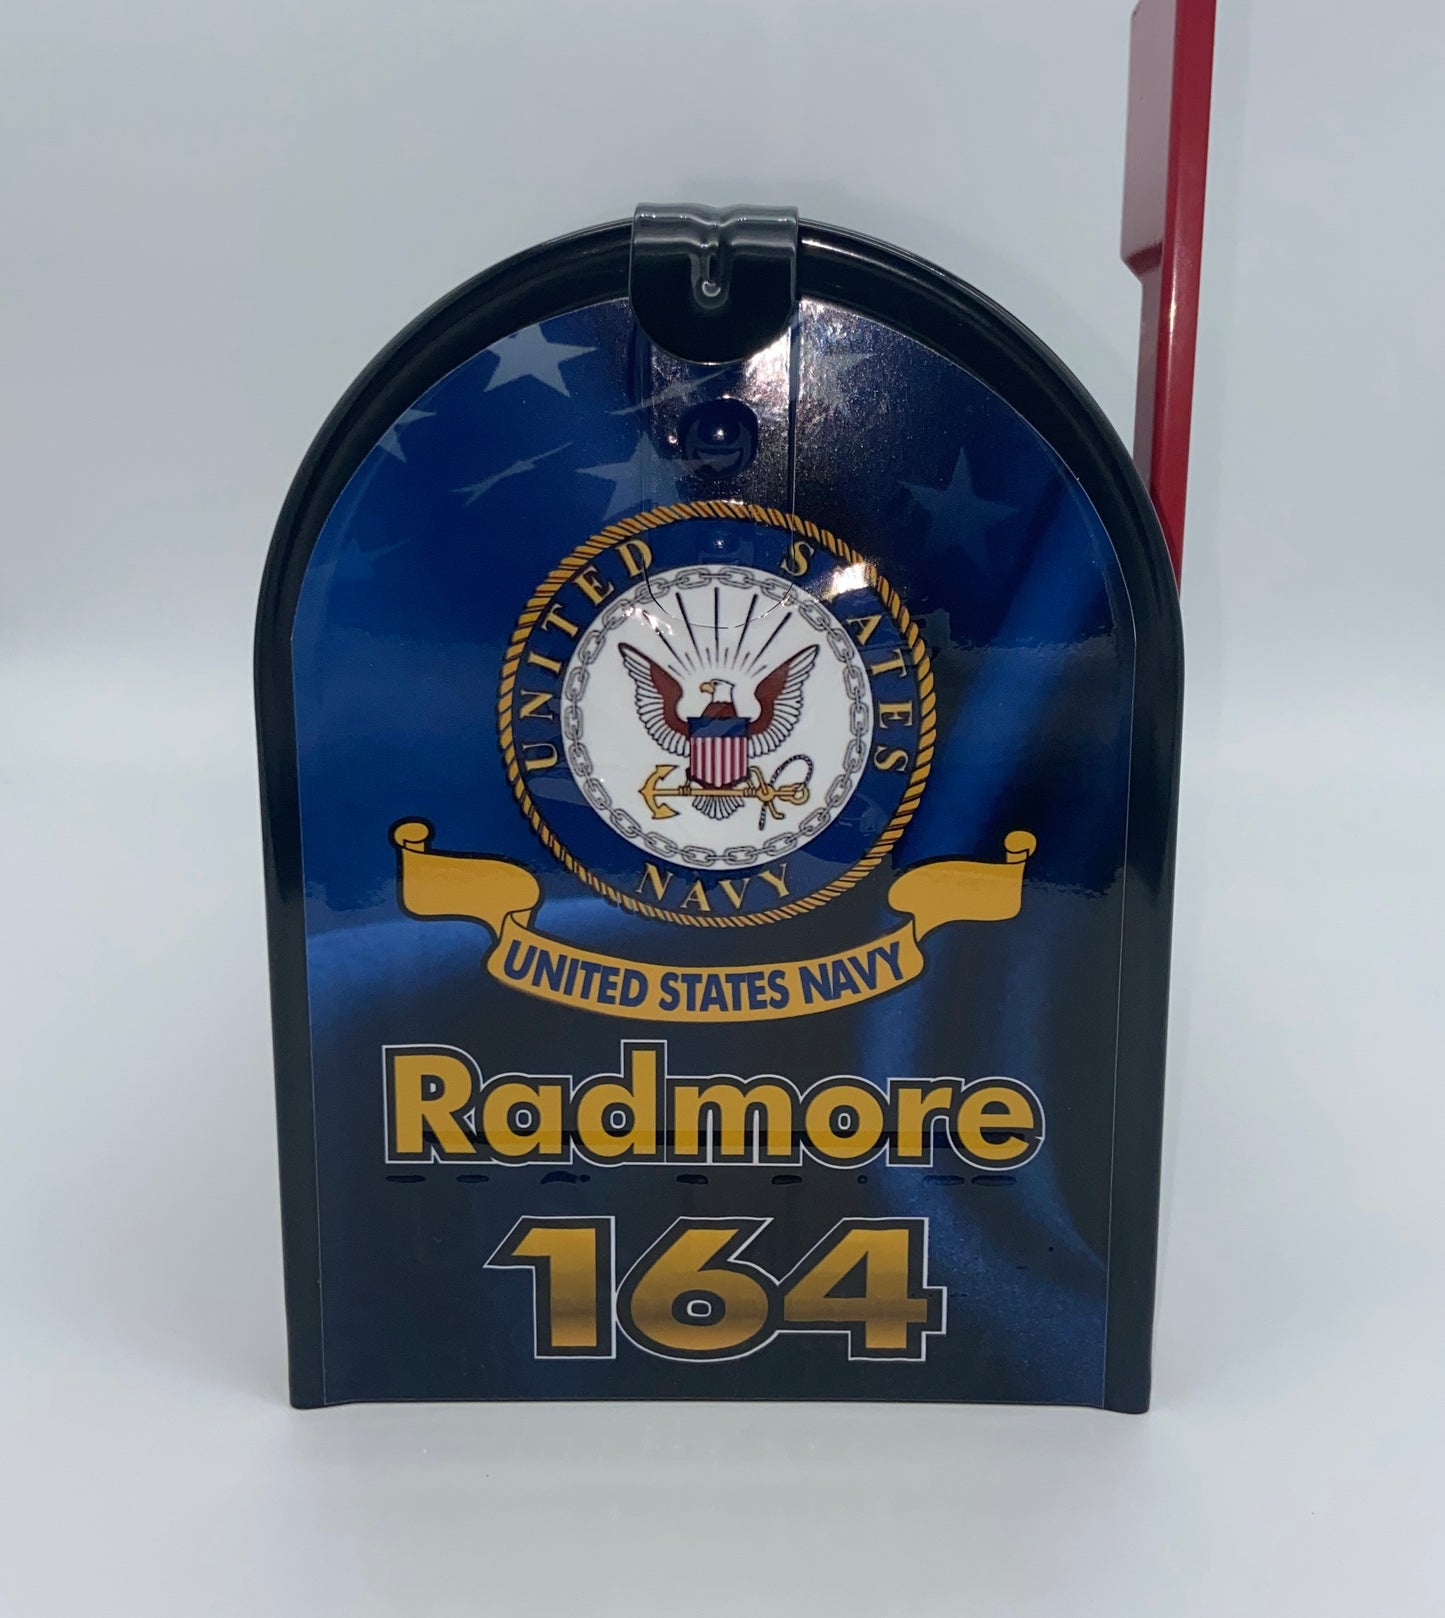 UNITED STATES
NAVY
UNITED STATES NAVY
Radmore
164